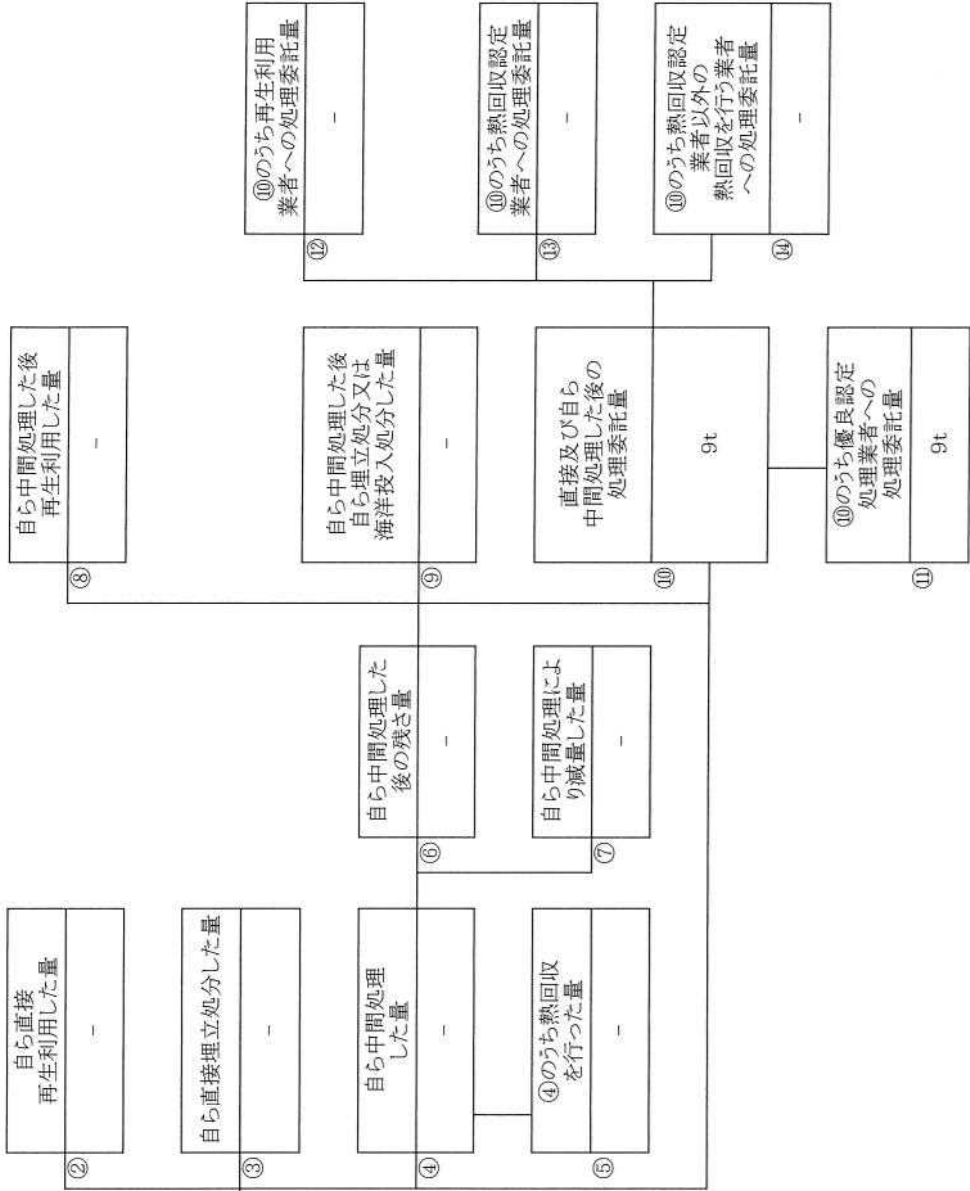 ②
自ら直接
再生利用した量
-
③
自ら直接埋立処分した量
-
④
自ら中間処理
した量
-
⑤
④のうち熱回収
を行った量
-
⑥
自ら中間処理した
後の残さ量
-
⑦
自ら中間処理によ
り減量した量
-
⑧
自ら中間処理した後
再生利用した量
-
⑨
自ら中間処理した後
自ら埋立処分又は
海洋投入処分した量
-
⑩
直接及び自ら
中間処理した後の
処理委託量
9t
⑪
⑩のうち優良認定
処理業者への
処理委託量
9t
⑫
⑩のうち再生利用
業者への処理委託量
-
⑬
⑩のうち熱回収認定
業者への処理委託量
-
⑭
⑩のうち熱回収認定
業者以外の
熱回収を行う業者
への処理委託量
-